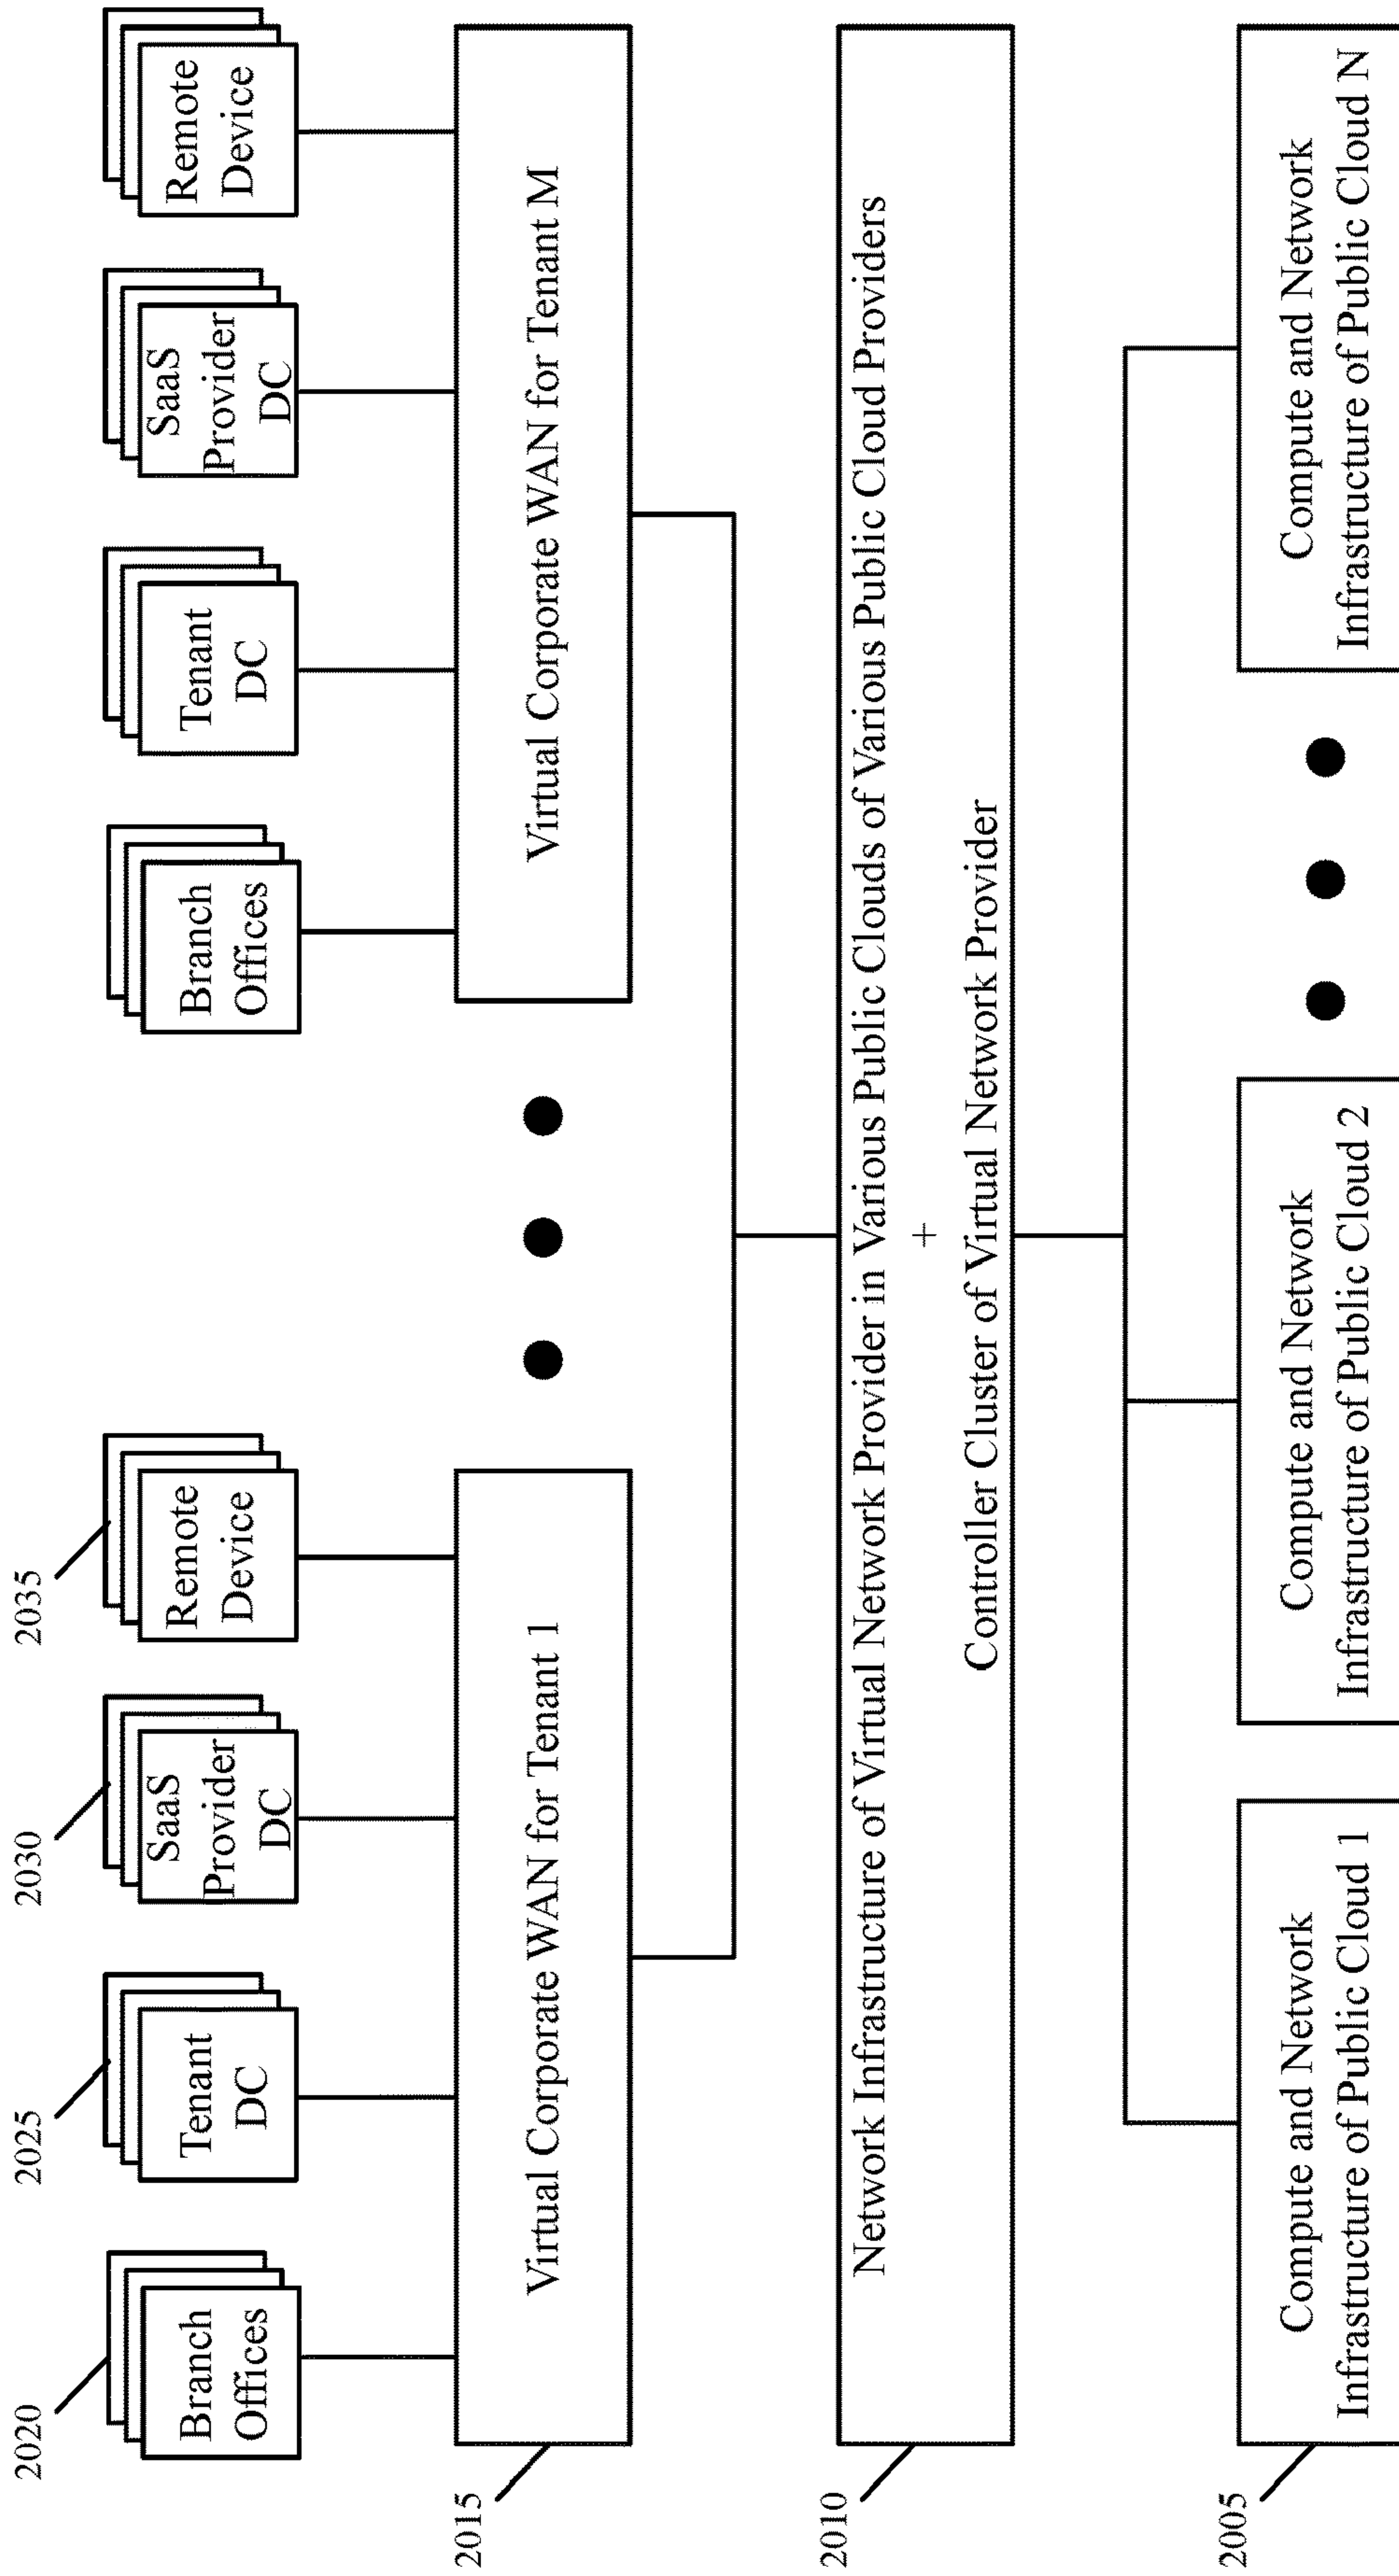 2020
2025
2030
2035
Branch
Offices
Tenant
DC
SaaS
Provider
DC
Remote
Device
Branch
Offices
Tenant
DC
SaaS
Provider
DC
Remote
Device
2015
Virtual Corporate WAN for Tenant 1
Virtual Corporate WAN for Tenant M
2010
Network Infrastructure of Virtual Network Provider in Various Public Clouds of Various Public Cloud Providers
+
Controller Cluster of Virtual Network Provider
2005
Compute and Network
Infrastructure of Public Cloud 1
Compute and Network
Infrastructure of Public Cloud 2
Compute and Network
Infrastructure of Public Cloud N